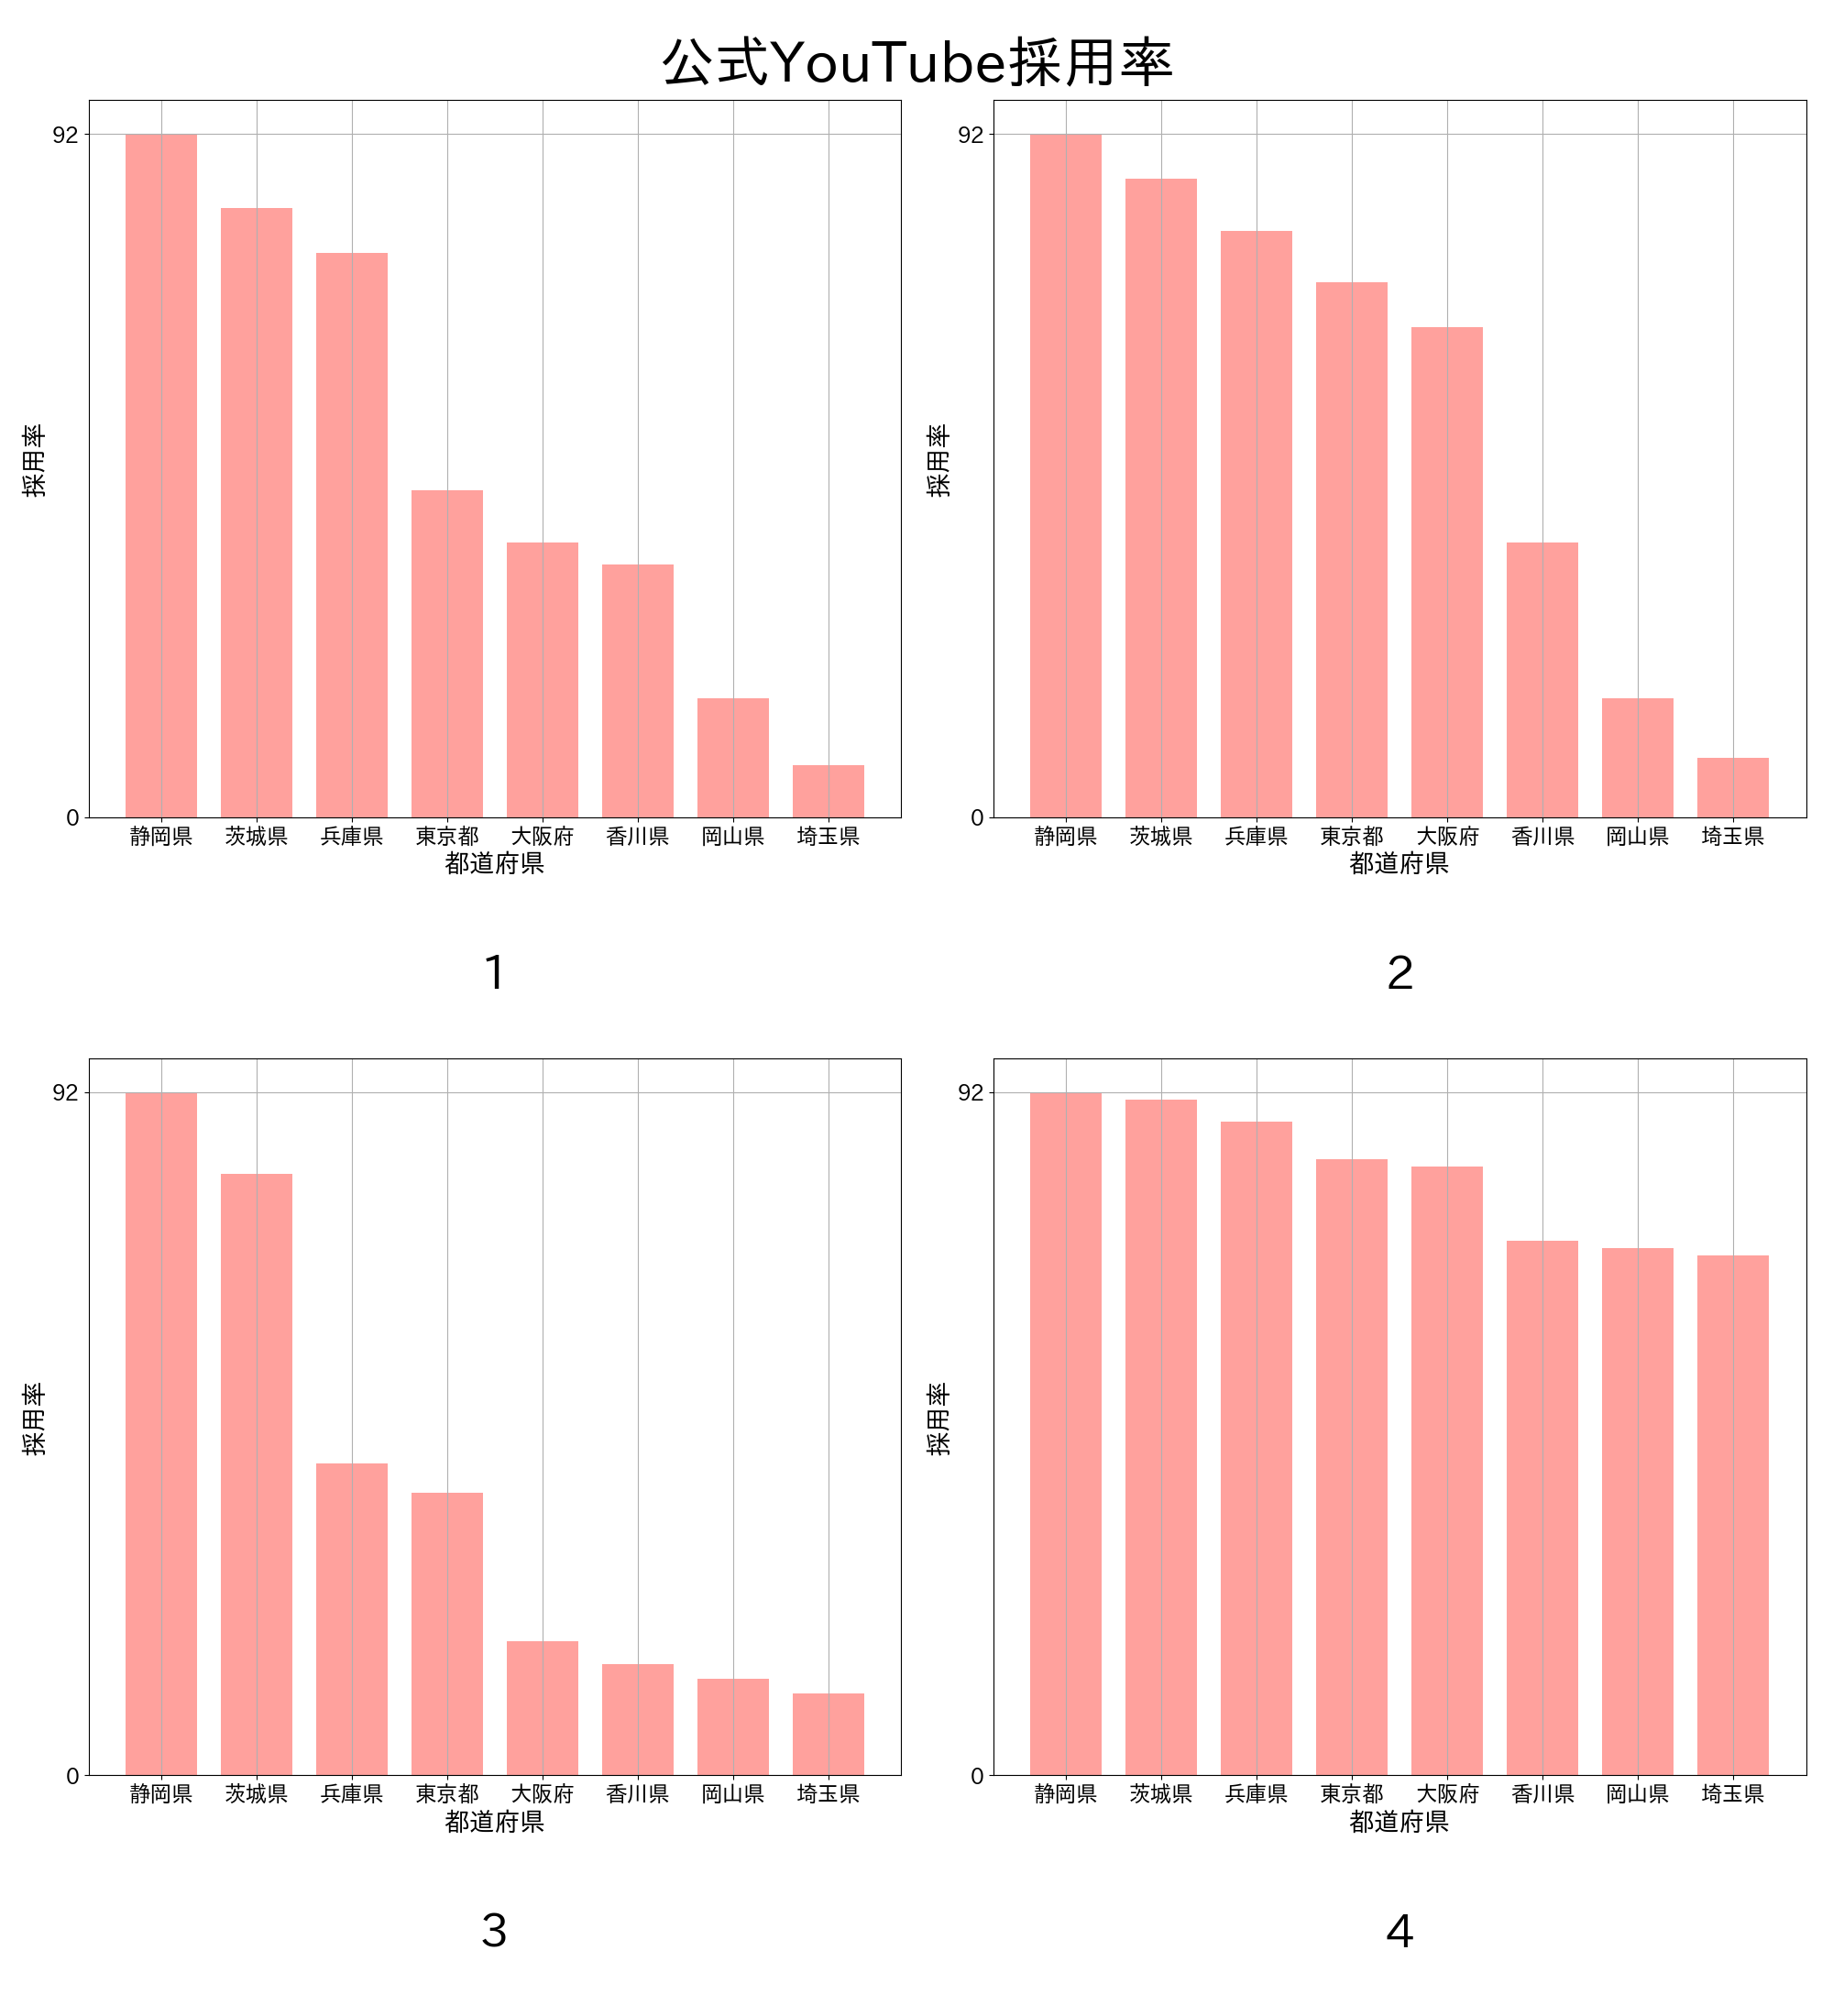 公式YouTube採用率
92
0
採用率
静岡県 茨城県 兵庫県 東京都 大阪府 香川県 岡山県 埼玉県
都道府県
1
92
0
採用率
静岡県 茨城県 兵庫県 東京都 大阪府 香川県 岡山県 埼玉県
都道府県
2
92
0
採用率
静岡県 茨城県 兵庫県 東京都 大阪府 香川県 岡山県 埼玉県
都道府県
3
92
0
採用率
静岡県 茨城県 兵庫県 東京都 大阪府 香川県 岡山県 埼玉県
都道府県
4